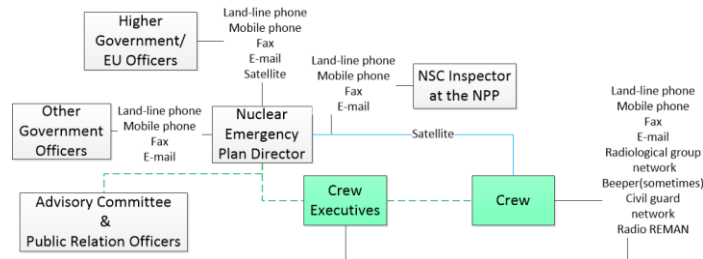 Higher
Government/
EU Officers
Land-line phone
Mobile phone
Fax
E-mail
Satellite
Land-line phone
Mobile phone
Fax
E-mail
NSC Inspector
at the NPP
Other
Government
Officers
Land-line phone
Mobile phone
Fax
E-mail
Nuclear
Emergency
Plan Director
Satellite
Land-line phone
Mobile phone
Fax
E-mail
Radiological group
network
Beeper(sometimes)
Civil guard
network
Radio REMAN
Advisory Committee
&
Public Relation Officers
Crew
Executives
Crew